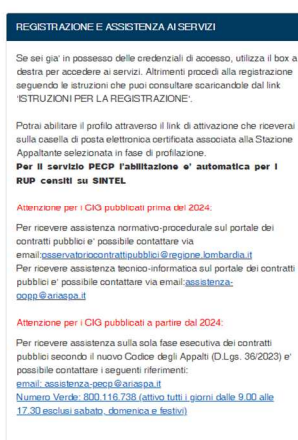 REGISTRAZIONE E ASSISTENZA AI SERVIZI
Se sei gia' in possesso delle credenziali di accesso, utilizza il box a
destra per accedere ai servizi. Altrimenti procedi alla registrazione
seguendo le istruzioni che puoi consultare scaricandole dal link
'ISTRUZIONI PER LA REGISTRAZIONE'.
Potrai abilitare il profilo attraverso il link di attivazione che riceverai
sulla casella di posta elettronica certificata associata alla Stazione
Appaltante selezionata in fase di profilazione.
Per il servizio PECP l'abilitazione e' automatica per i
RUP censiti su SINTEL
Attenzione per i CIG pubblicati prima del 2024:
Per ricevere assistenza normativo-procedurale sul portale dei
contratti pubblici e' possibile contattare via
email:osservatoriocontrattipubblici@regione.lombardia.it
Per ricevere assistenza tecnico-informatica sul portale dei contratti
pubblici e' possibile contattare via email:assistenza-
oopp@ariaspa.it
Attenzione per i CIG pubblicati a partire dal 2024:
Per ricevere assistenza sulla sola fase esecutiva dei contratti
pubblici secondo il nuovo Codice degli Appalti (D.Lgs. 36/2023) e'
possibile contattare i seguenti riferimenti:
email: assistenza-pecp@ariaspa.it
Numero Verde: 800.116.738 (attivo tutti i giorni dalle 9.00 alle
17.30 esclusi sabato, domenica e festivi)